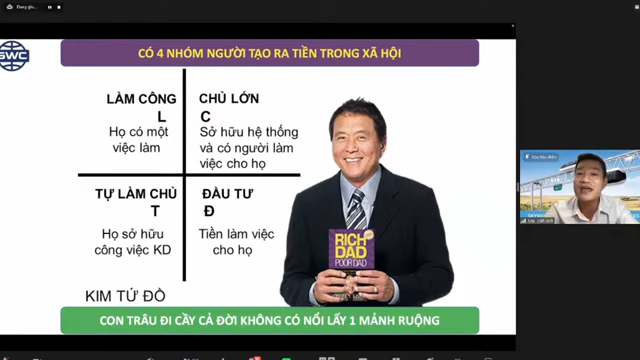 SWC
CÓ 4 NHÓM NGƯỜI TẠO RA TIỀN TRONG XÃ HỘI
LÀM CÔNG
L
Họ có một
việc làm
CHỦ LỚN
C
Sở hữu hệ thống
và có người làm
việc cho họ
TỰ LÀM CHỦ
T
Họ sở hữu
công việc KD
ĐẦU TƯ
Đ
Tiền làm việc
cho họ
RICH
DAD
POOR DAD
KIM TỨ ĐỒ
CON TRÂU ĐI CẦY CẢ ĐỜI KHÔNG CÓ NỔI LẤY 1 MẢNH RUỘNG